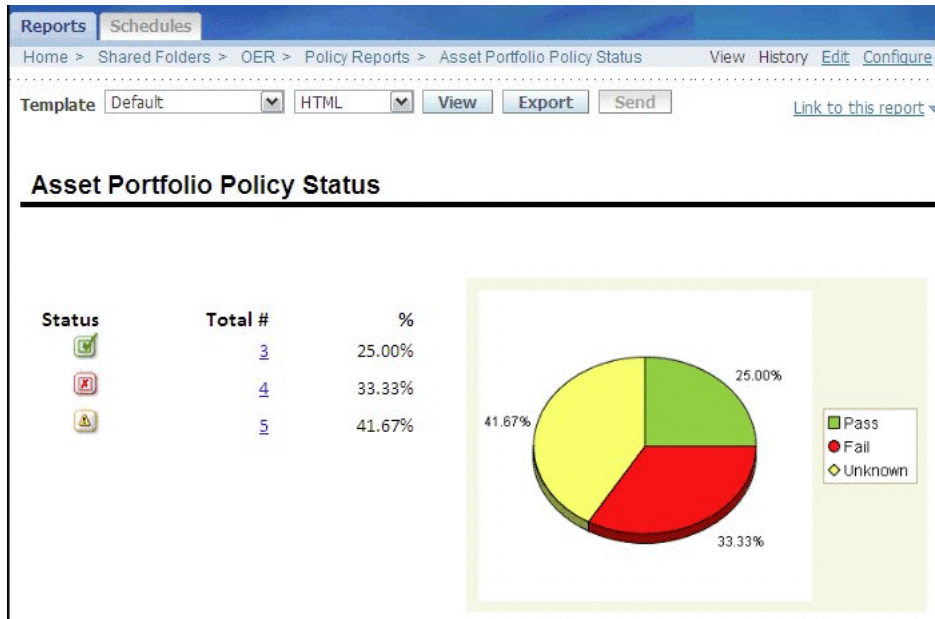 Reports Schedules
Home > Shared Folders > OER > Policy Reports > Asset Portfolio Policy Status View History Edit Configure
Template Default HTML View Export Send Link to this report
Asset Portfolio Policy Status
Status Total # %
3 25.00%
4 33.33%
5 41.67%
25.00%
41.67%
33.33%
Pass
Fail
Unknown